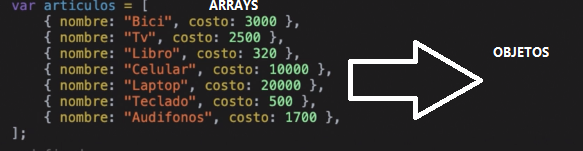 var articulos = [ ARRAYS
{ nombre: "Bici", costo: 3000 },
{ nombre: "Tv", costo: 2500 },
{ nombre: "Libro", costo: 320 },
{ nombre: "Celular", costo: 10000 },
{ nombre: "Laptop", costo: 20000 },
{ nombre: "Teclado", costo: 500 },
{ nombre: "Audifonos", costo: 1700 },
];
OBJETOS